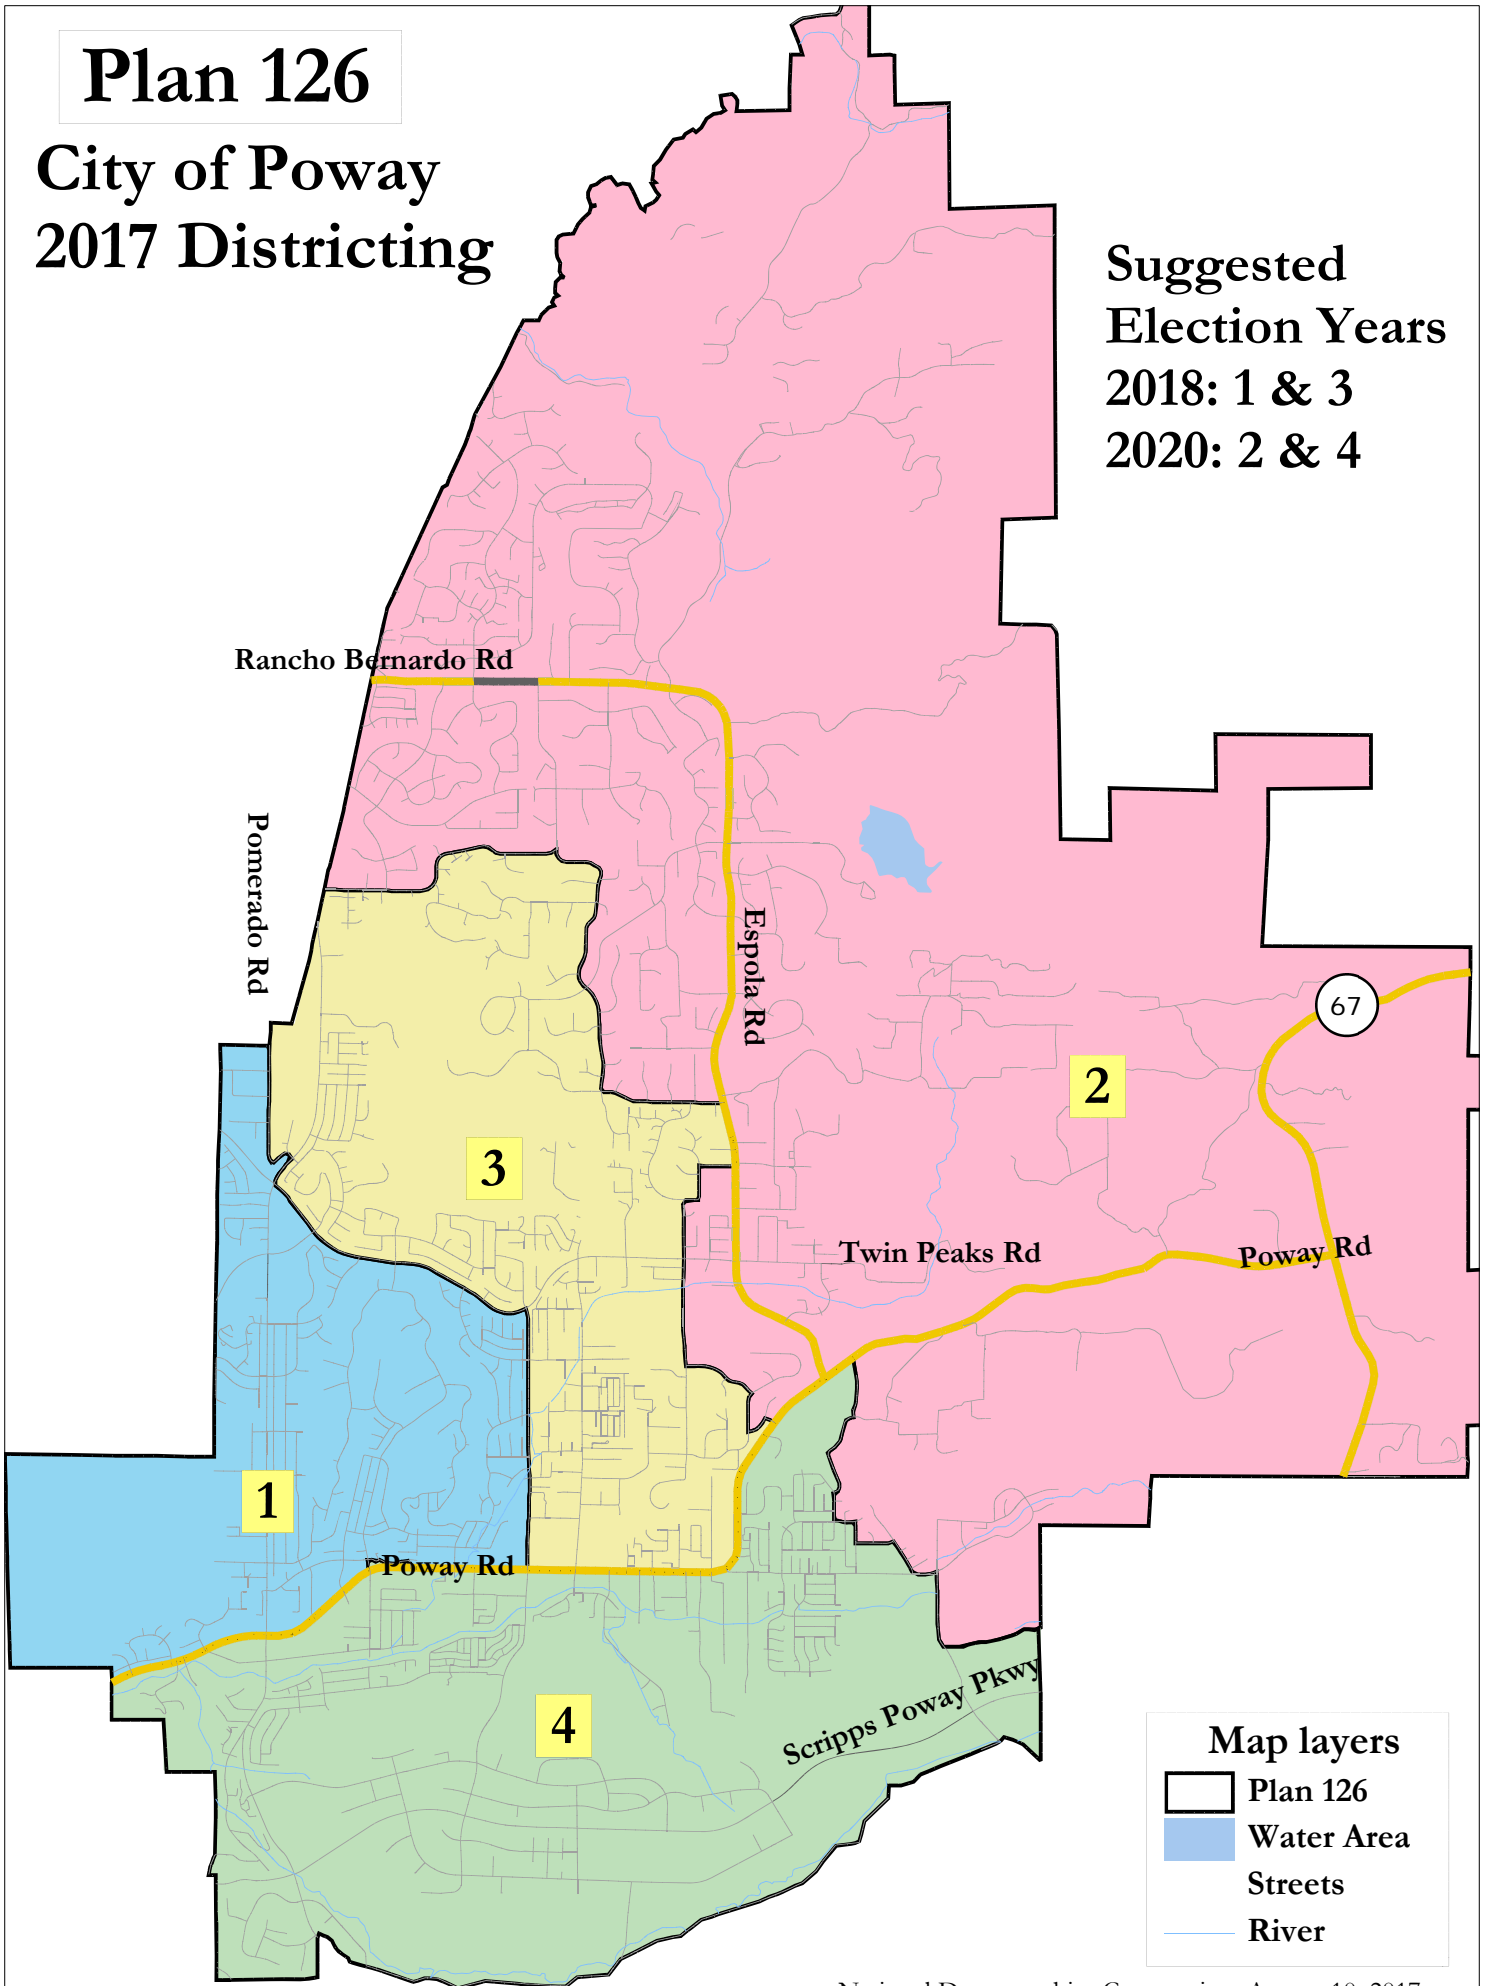 Plan 126
City of Poway
2017 Districting
Suggested
Election Years
2018: 1 & 3
2020: 2 & 4
Rancho Bernardo Rd
Pomerado Rd
Espola Rd
67
2
3
Twin Peaks Rd
Poway Rd
1
Poway Rd
4
Scripps Poway Pkwy
Map layers
Plan 126
Water Area
Streets
River